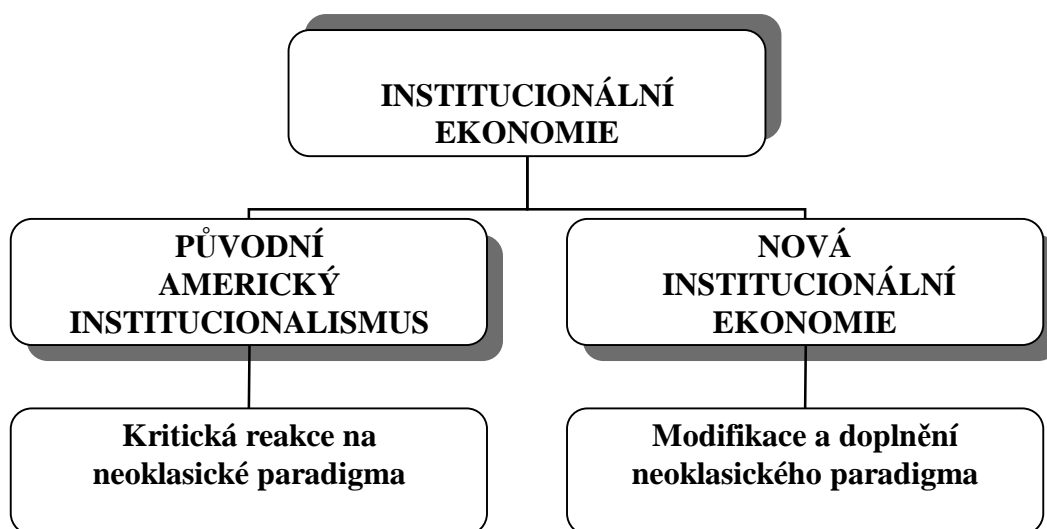 INSTITUCIONÁLNÍ
EKONOMIE
PŮVODNÍ
AMERICKÝ
INSTITUCIONALISMUS
NOVÁ
INSTITUCIONÁLNÍ
EKONOMIE
Kritická reakce na
neoklasické paradigma
Modifikace a doplnění
neoklasického paradigma